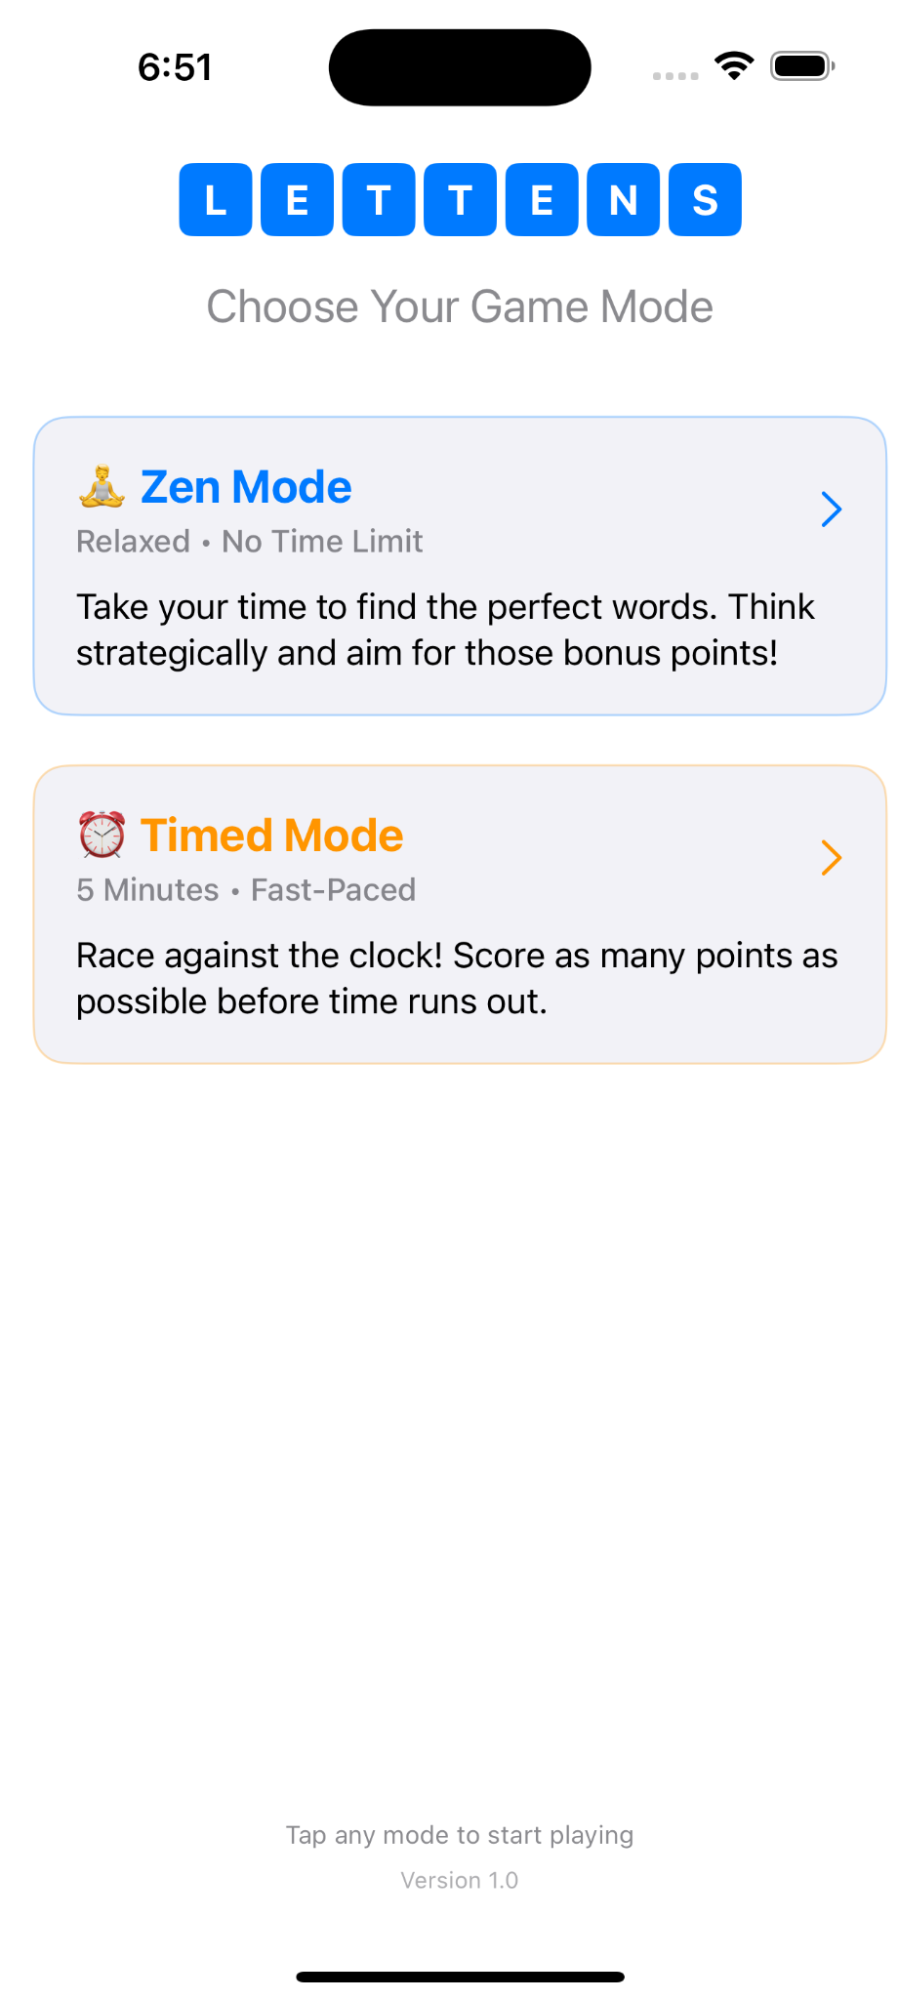 6:51
LETTENS
Choose Your Game Mode
Zen Mode
Relaxed • No Time Limit
Take your time to find the perfect words. Think
strategically and aim for those bonus points!
Timed Mode
5 Minutes • Fast-Paced
Race against the clock! Score as many points as
possible before time runs out.
Tap any mode to start playing
Version 1.0